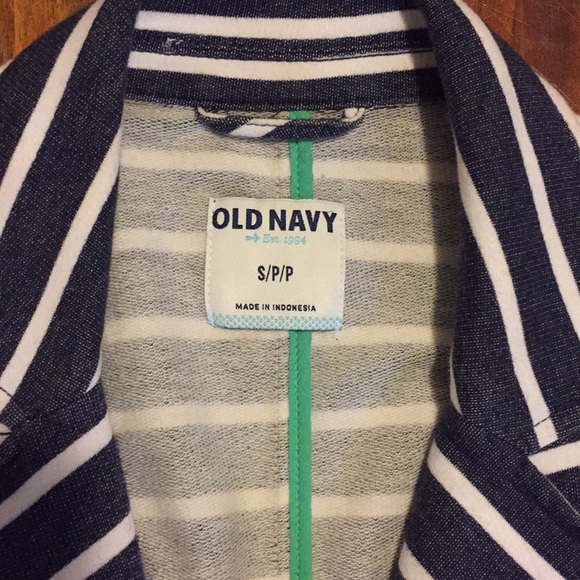 OLD NAVY
Est. 1994
S/P/P
MADE IN INDONESIA